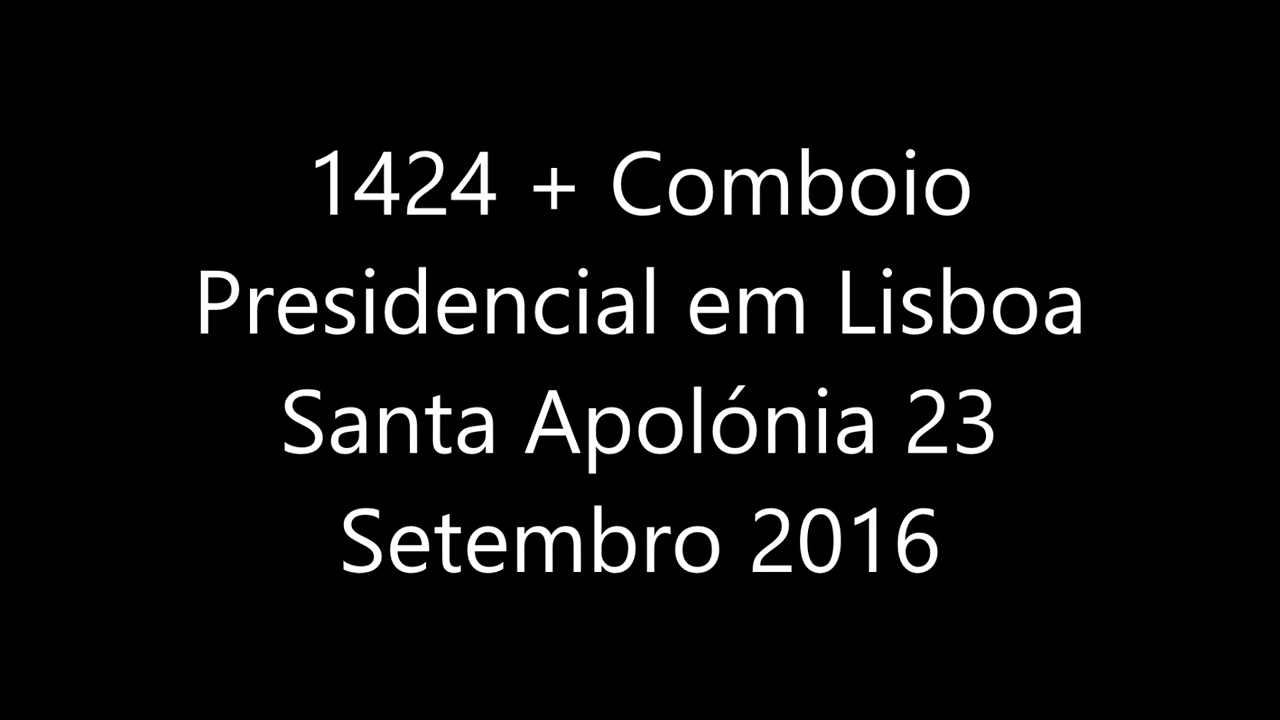 1424 + Comboio
Presidencial em Lisboa
Santa Apolónia 23
Setembro 2016